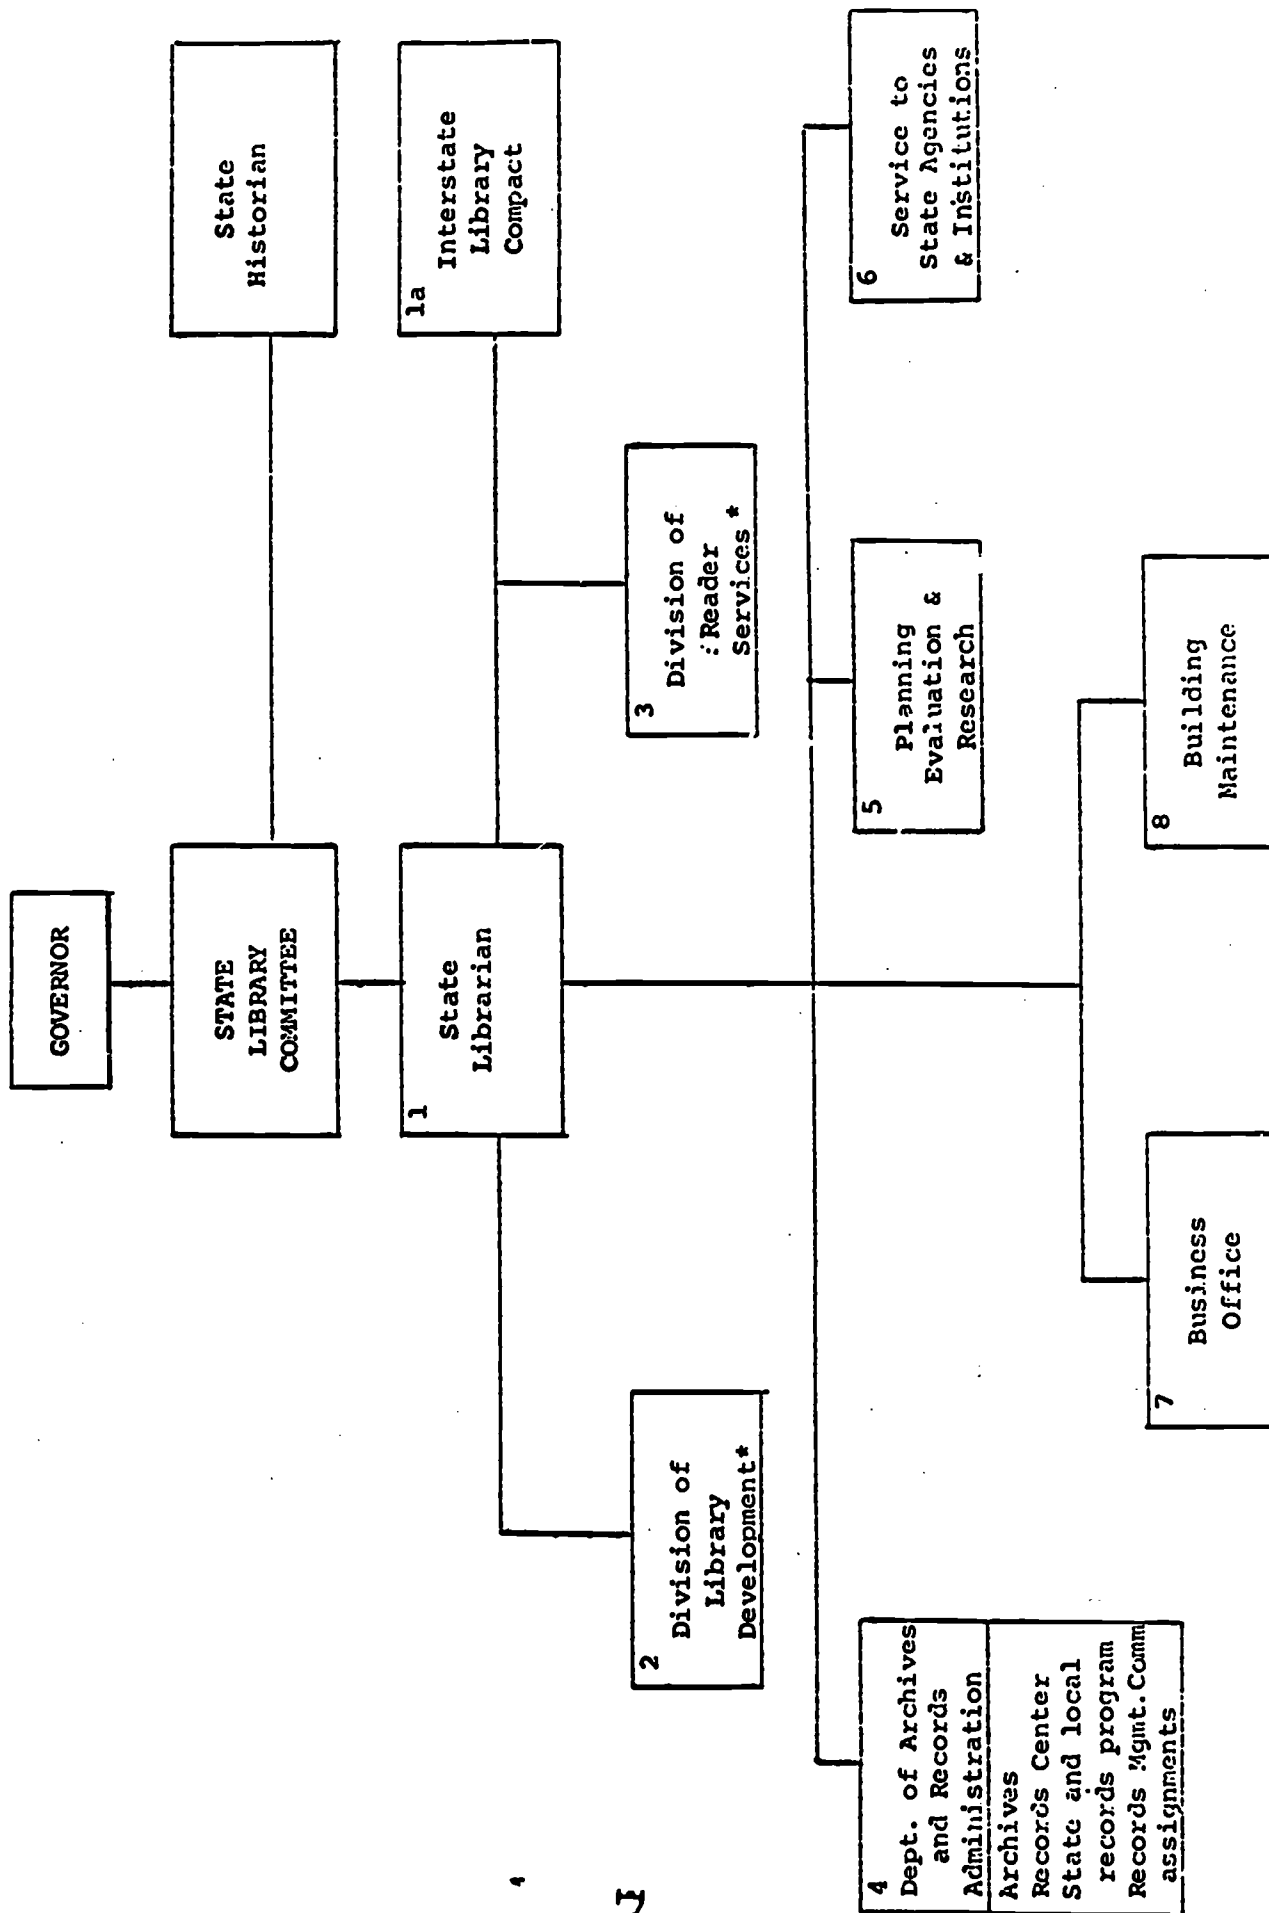 GOVERNOR
STATE
LIBRARY
COMMITTEE
State
Historian
1
State
Librarian
1a
Interstate
Library
Compact
2
Division of
Library
Development*
3
Division of
:Reader
Services*
4
Dept. of Archives
and Records
Administration
Archives
Records Center
State and local
records program
Records Mgmt.Comm
assignments
5
Planning
Evaluation &
Research
6
Service to
State Agencies
& Institutions
7
Business
Office
8
Building
Maintenance